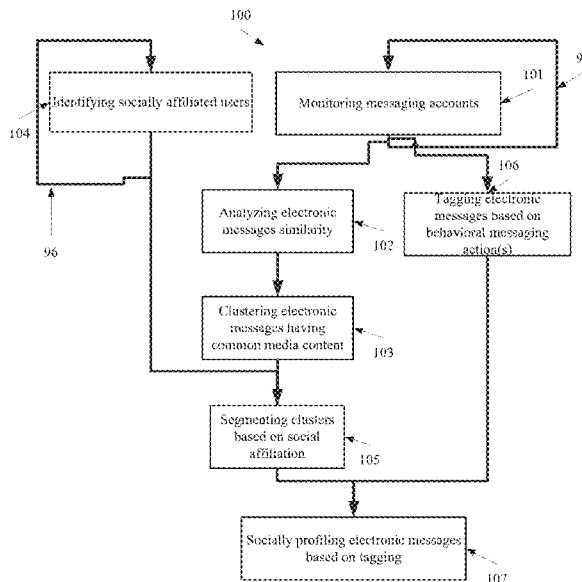 100
Identifying socially affiliated users
Monitoring messaging accounts
101
9
104
106
Analyzing electronic
messages similarity
Tagging electronic
messages based on
behavioral messaging
action(s)
102
96
Clustering electronic
messages having
common media content
103
Segmenting clusters
based on social
affiliation
105
Socially profiling electronic messages
based on tagging
107